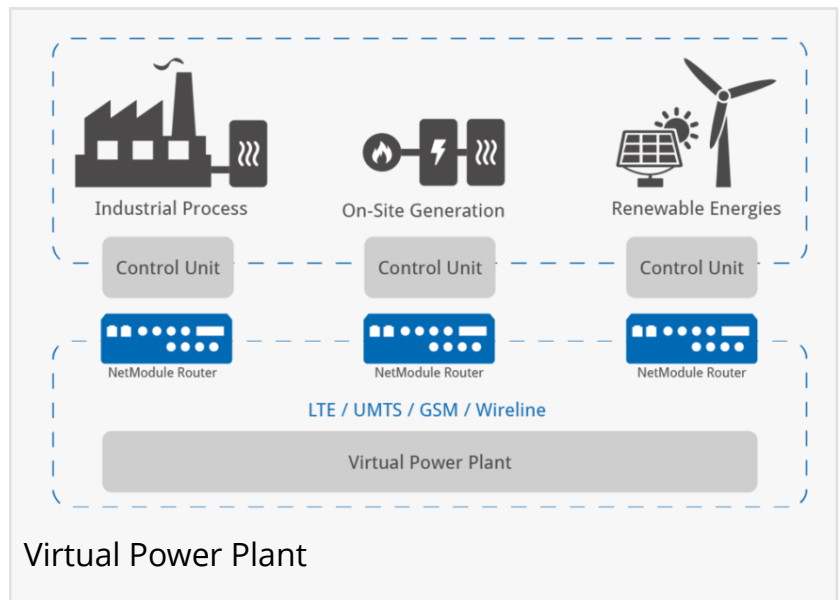 Industrial Process
On-Site Generation
Renewable Energies
Control Unit
Control Unit
Control Unit
NetModule Router
NetModule Router
NetModule Router
LTE / UMTS / GSM / Wireline
Virtual Power Plant
Virtual Power Plant